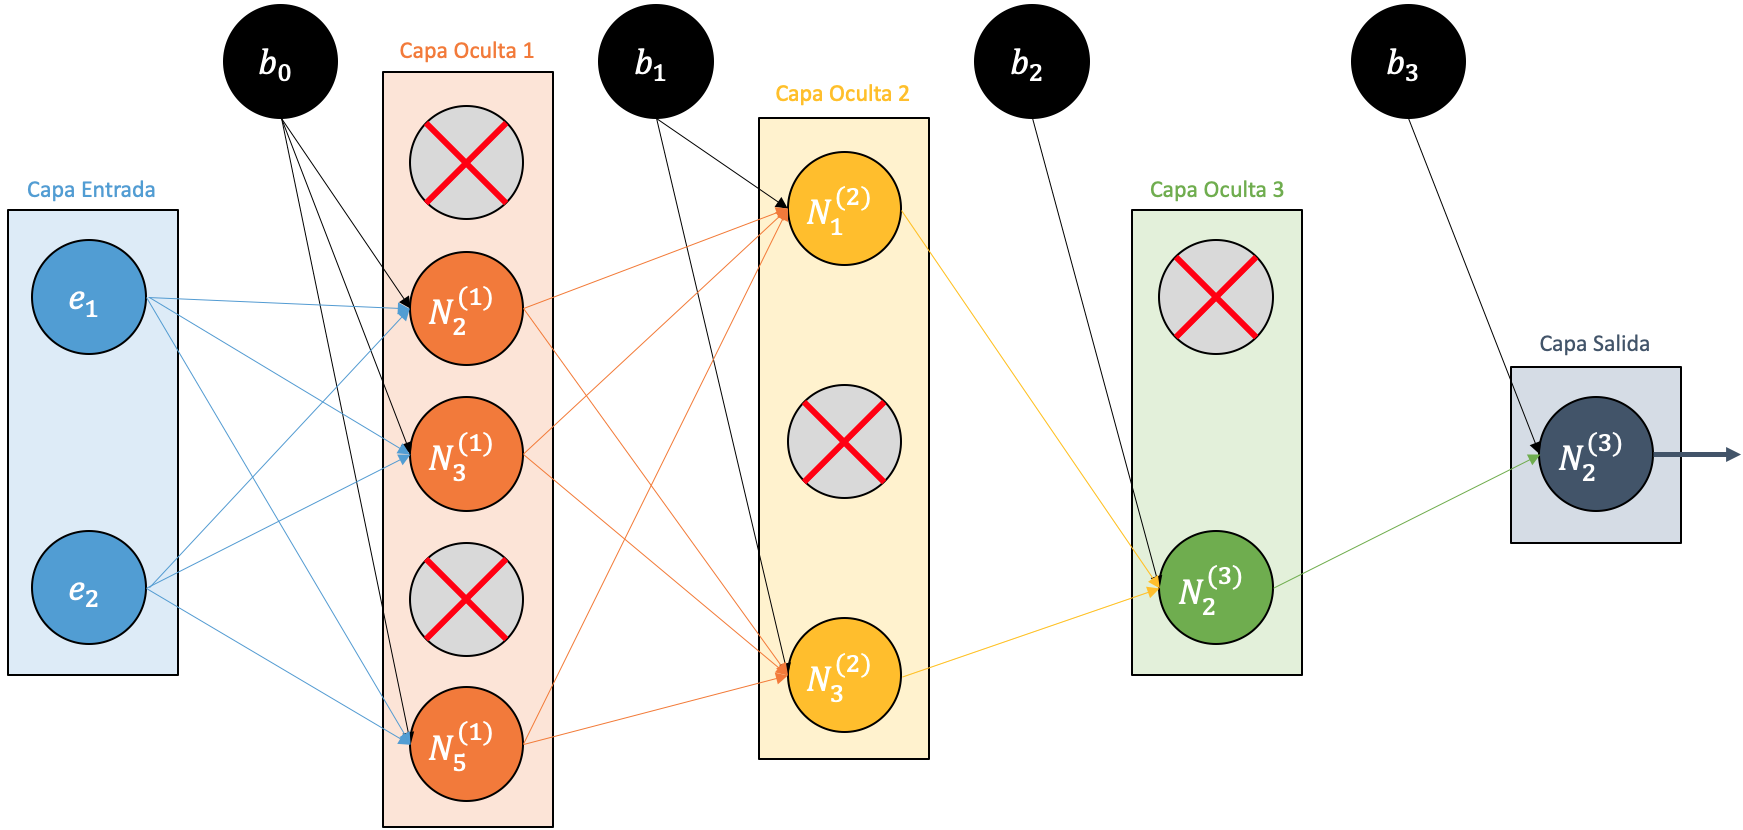 b₀
b₁
b₂
b₃
Capa Oculta 1
Capa Oculta 2
Capa Entrada
Capa Oculta 3
Capa Salida
e₁
e₂
N₂⁽¹⁾
N₃⁽¹⁾
N₅⁽¹⁾
N₁⁽²⁾
N₃⁽²⁾
N₂⁽³⁾
N₂⁽³⁾